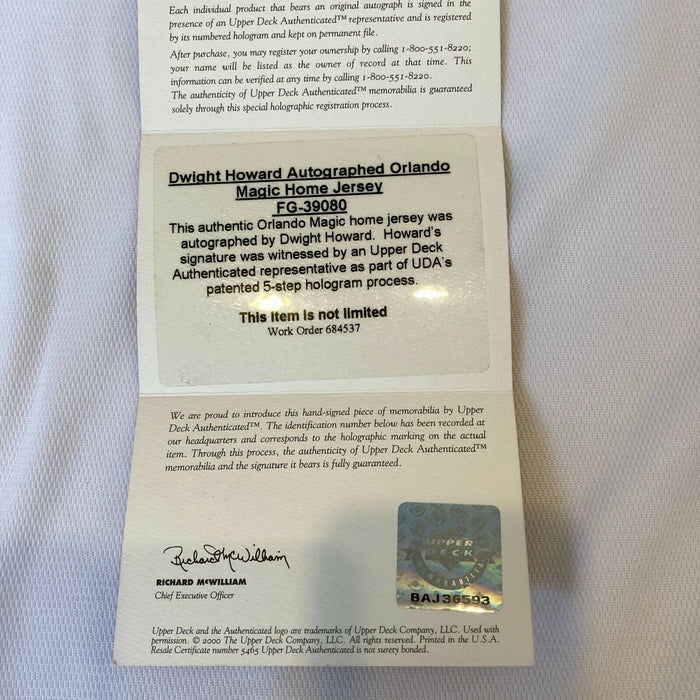 Each individual product that bears an original autograph is signed in the
presence of an Upper Deck Authenticated™ representative and is registered
by its numbered hologram and kept on permanent file.
After purchase, you may register your ownership by calling 1-800-551-8220;
your name will be listed as the owner of record at that time. This
information can be verified at any time by calling 1-800-551-8220.
The authenticity of Upper Deck Authenticated™ memorabilia is guaranteed
solely through this special holographic registration process.
Dwight Howard Autographed Orlando
Magic Home Jersey
FG-39080
This authentic Orlando Magic home jersey was
autographed by Dwight Howard. Howard's
signature was witnessed by an Upper Deck
Authenticated representative as part of UDA's
patented 5-step hologram process.
This item is not limited
Work Order 684537
We are proud to introduce this hand-signed piece of memorabilia by Upper
Deck Authenticated™. The identification number below has been recorded at
our headquarters and corresponds to the holographic marking on the actual
item. Through this process, the authenticity of Upper Deck Authenticated™
memorabilia and the signature it bears is fully guaranteed.
Richard McWilliam
RICHARD McWILLIAM
Chief Executive Officer
UPPER
DECK
MEMORABILIA
BAJ36593
Upper Deck and the Authenticated logo are trademarks of Upper Deck Company, LLC. Used with
permission. © 2000 The Upper Deck Company, LLC. All rights reserved. Printed in the U.S.A.
Resale Certificate number 5465 Upper Deck Authenticated is not surety bonded.